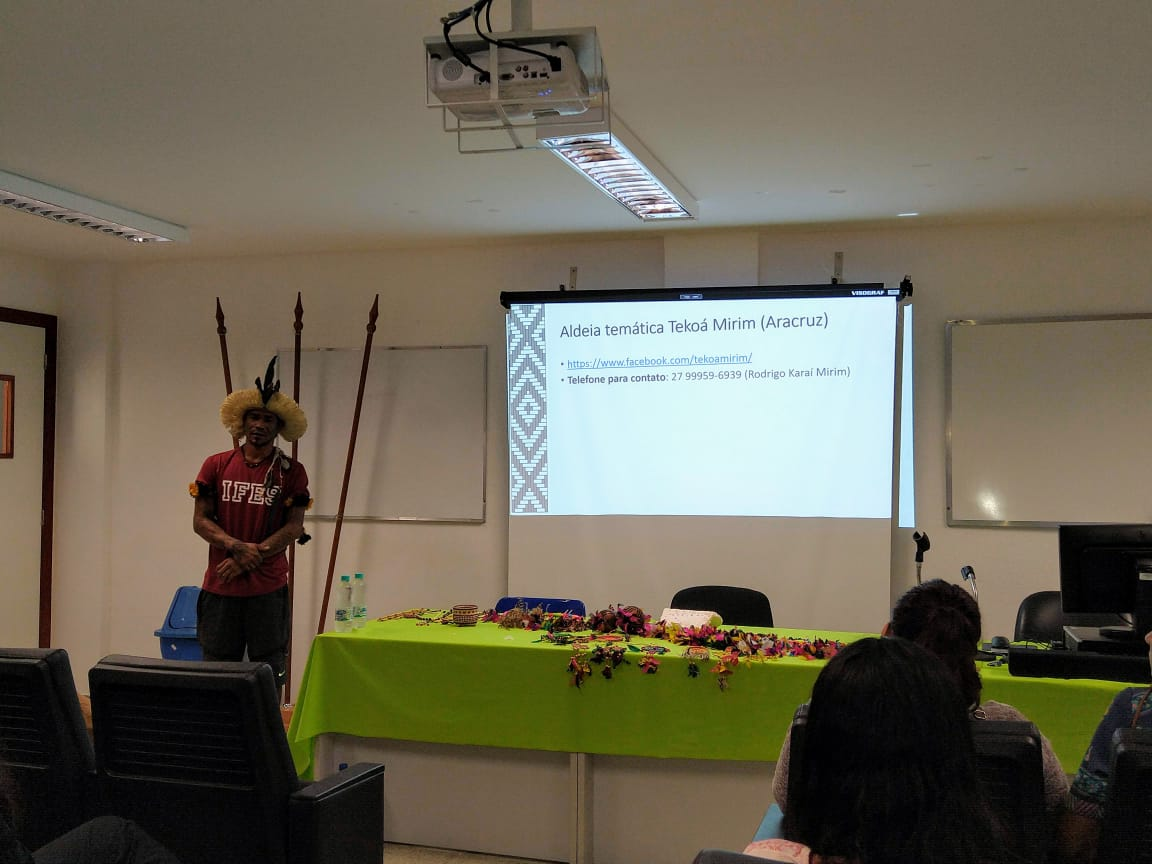 VISOGRAF
Aldeia temática Tekoá Mirim (Aracruz)
• https://www.facebook.com/tekoamirim/
• Telefone para contato: 27 99959-6939 (Rodrigo Karaí Mirim)
IFES